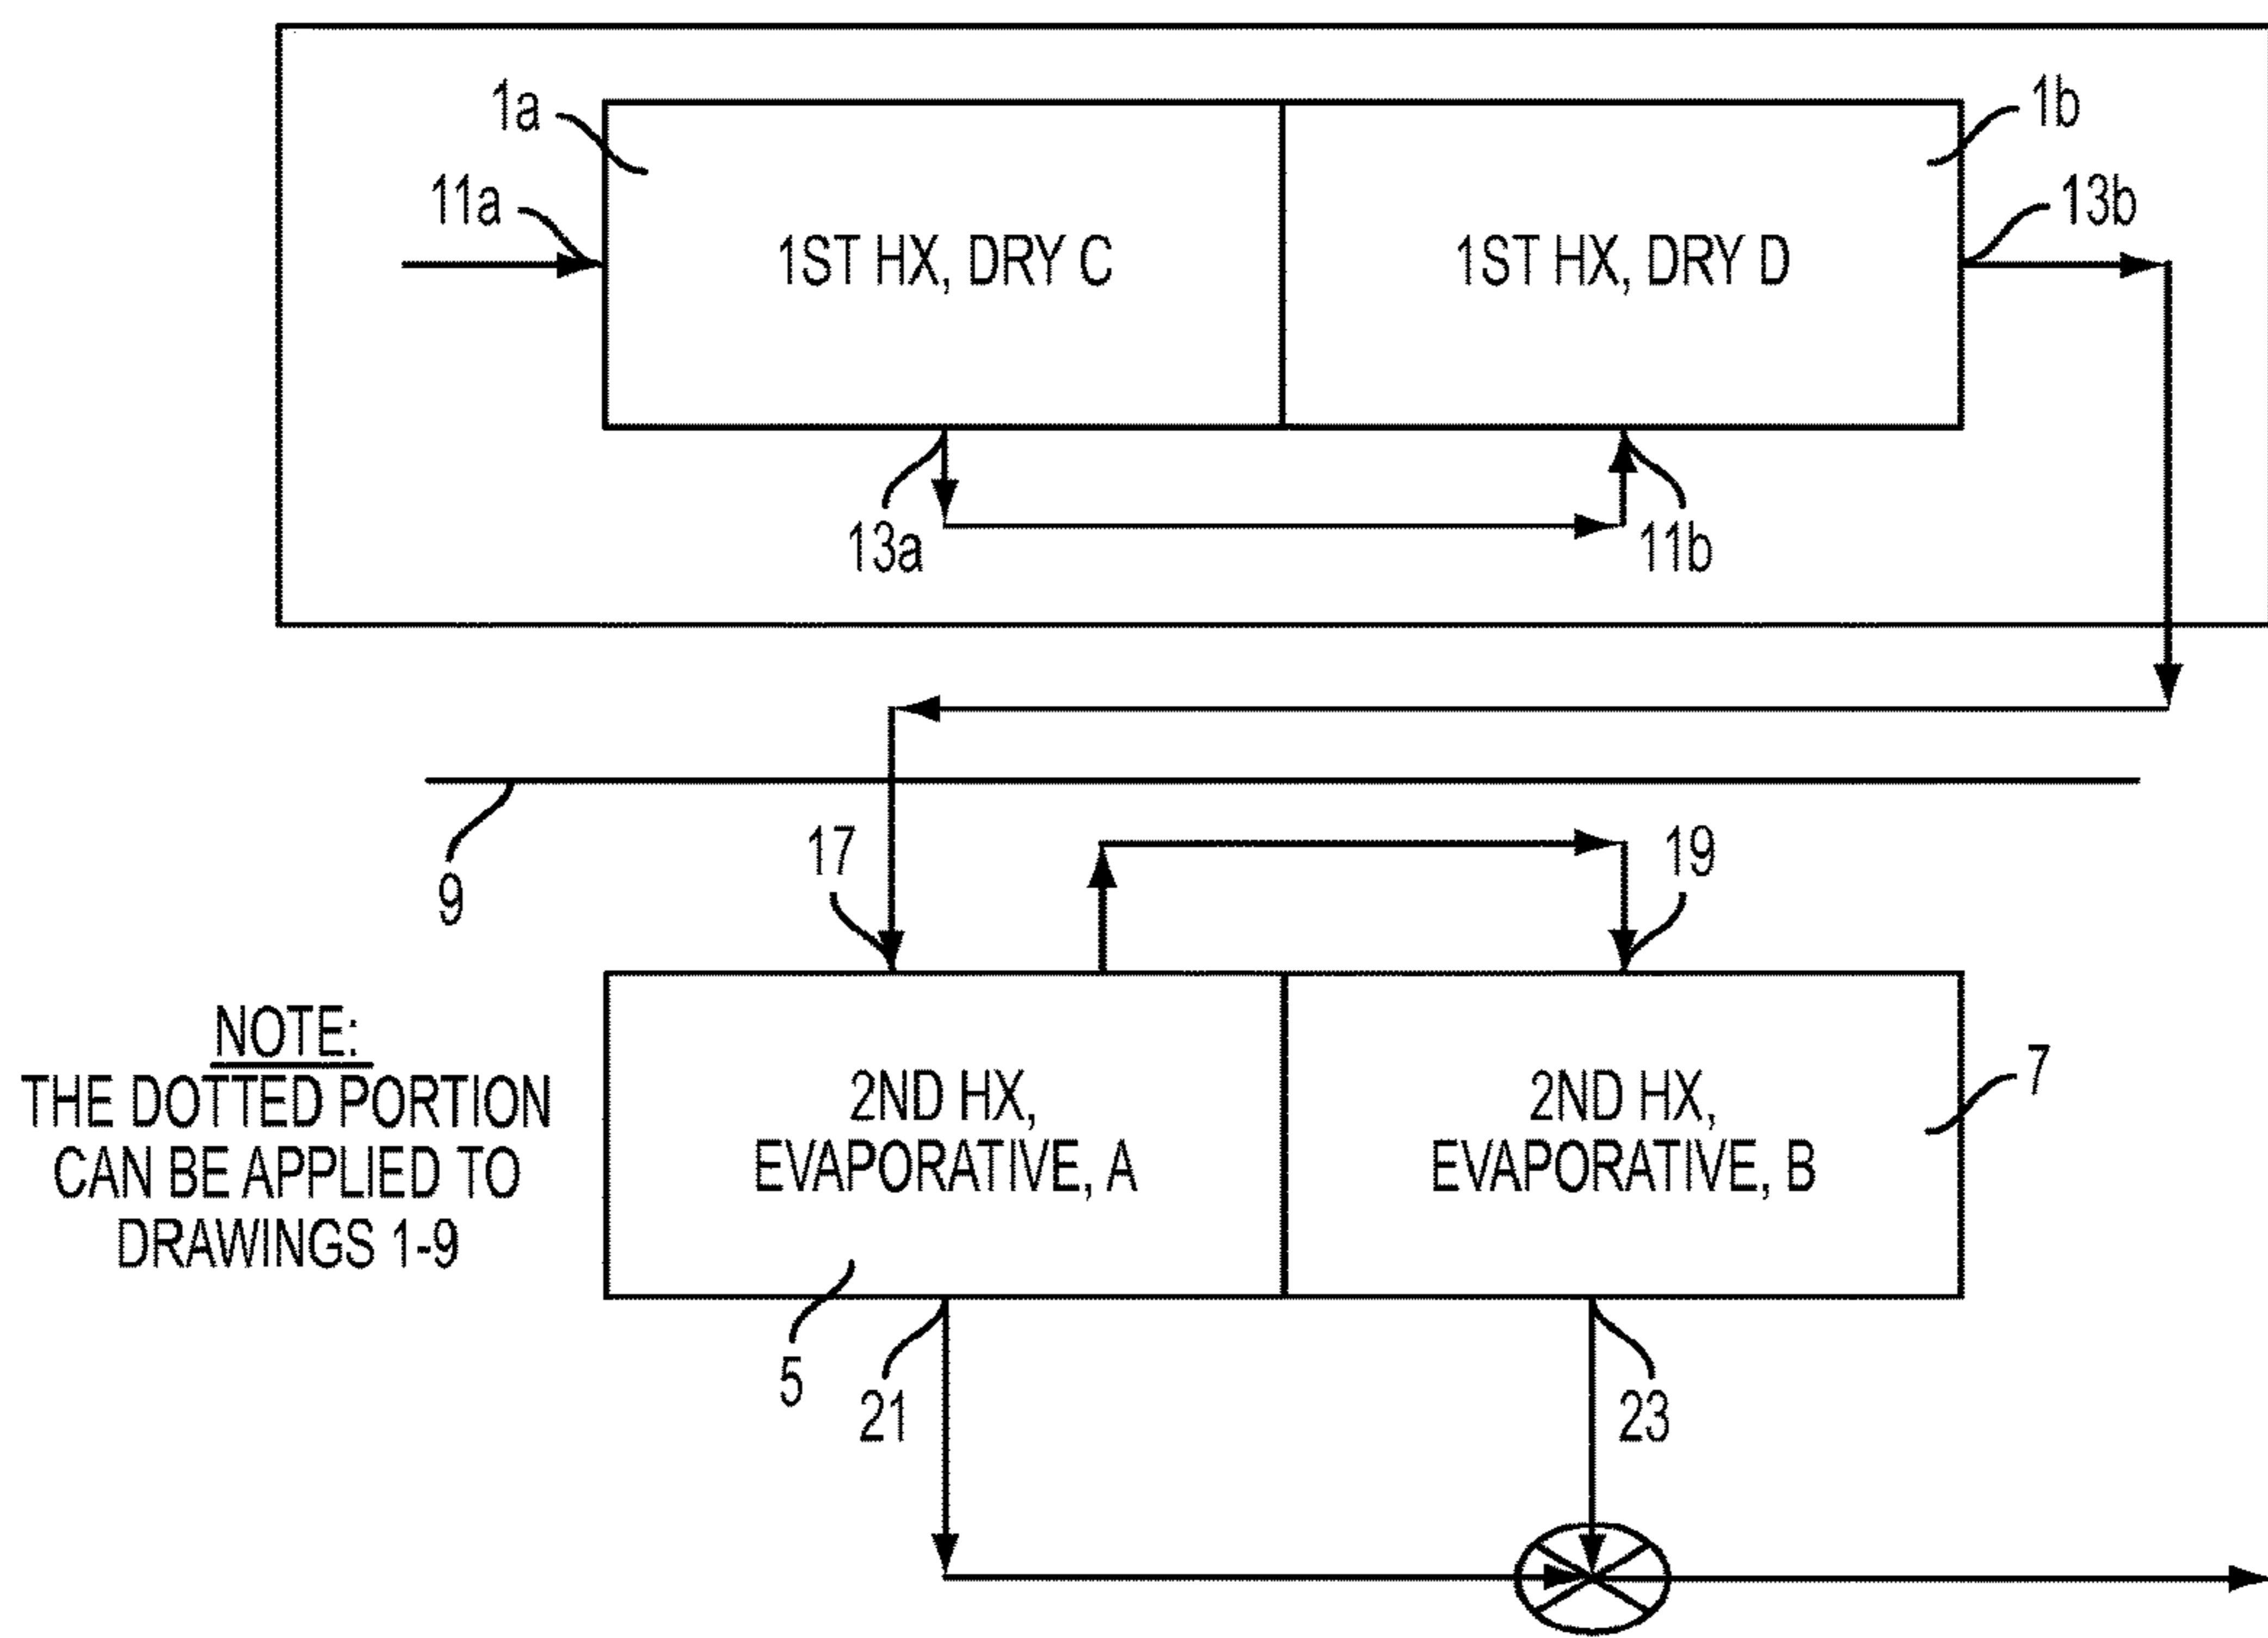 1a
1b
11a
13b
1ST HX, DRY C
1ST HX, DRY D
13a
11b
9
17
19
NOTE:
THE DOTTED PORTION
CAN BE APPLIED TO
DRAWINGS 1-9
2ND HX,
EVAPORATIVE, A
2ND HX,
EVAPORATIVE, B
7
5
21
23